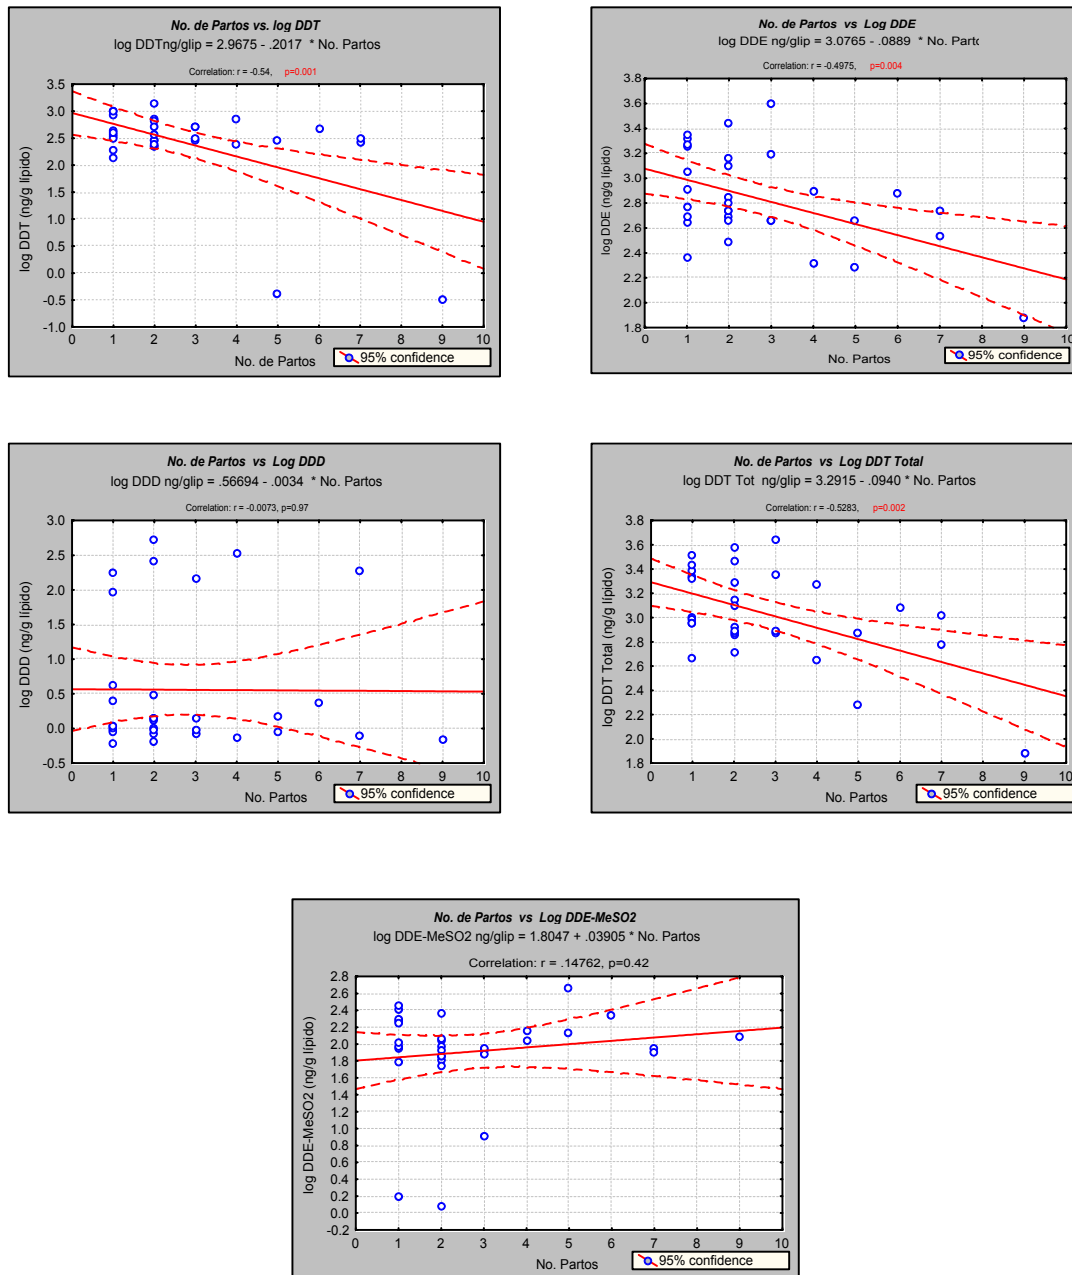 No. de Partos vs. log DDT
log DDTng/glip = 2.9675 - .2017 * No. Partos
Correlation: r = -0.54, p=0.001
3.5
3.0
2.5
2.0
1.5
1.0
0.5
0.0
-0.5
-1.0
log DDT (ng/g lípido)
0 1 2 3 4 5 6 7 8 9 10
No. de Partos
95% confidence
No. de Partos vs Log DDE
log DDE ng/glip = 3.0765 - .0889 * No. Partc
Correlation: r = -0.4975, p=0.004
3.8
3.6
3.4
3.2
3.0
2.8
2.6
2.4
2.2
2.0
1.8
log DDE (ng/g lípido)
0 1 2 3 4 5 6 7 8 9 10
No. Partos
95% confidence
No. de Partos vs Log DDD
log DDD ng/glip = .56694 - .0034 * No. Partos
Correlation: r = -0.0073, p=0.97
3.0
2.5
2.0
1.5
1.0
0.5
0.0
-0.5
log DDD (ng/g lípido)
0 1 2 3 4 5 6 7 8 9 10
No. Partos
95% confidence
No. de Partos vs Log DDT Total
log DDT Tot ng/glip = 3.2915 - .0940 * No. Partos
Correlation: r = -0.5283, p=0.002
3.8
3.6
3.4
3.2
3.0
2.8
2.6
2.4
2.2
2.0
1.8
log DDT Total (ng/g lípido)
0 1 2 3 4 5 6 7 8 9 10
No. Partos
95% confidence
No. de Partos vs Log DDE-MeSO2
log DDE-MeSO2 ng/glip = 1.8047 + .03905 * No. Partos
Correlation: r = .14762, p=0.42
2.8
2.6
2.4
2.2
2.0
1.8
1.6
1.4
1.2
1.0
0.8
0.6
0.4
0.2
0.0
-0.2
log DDE-MeSO2 (ng/g lípido)
0 1 2 3 4 5 6 7 8 9 10
No. Partos
95% confidence